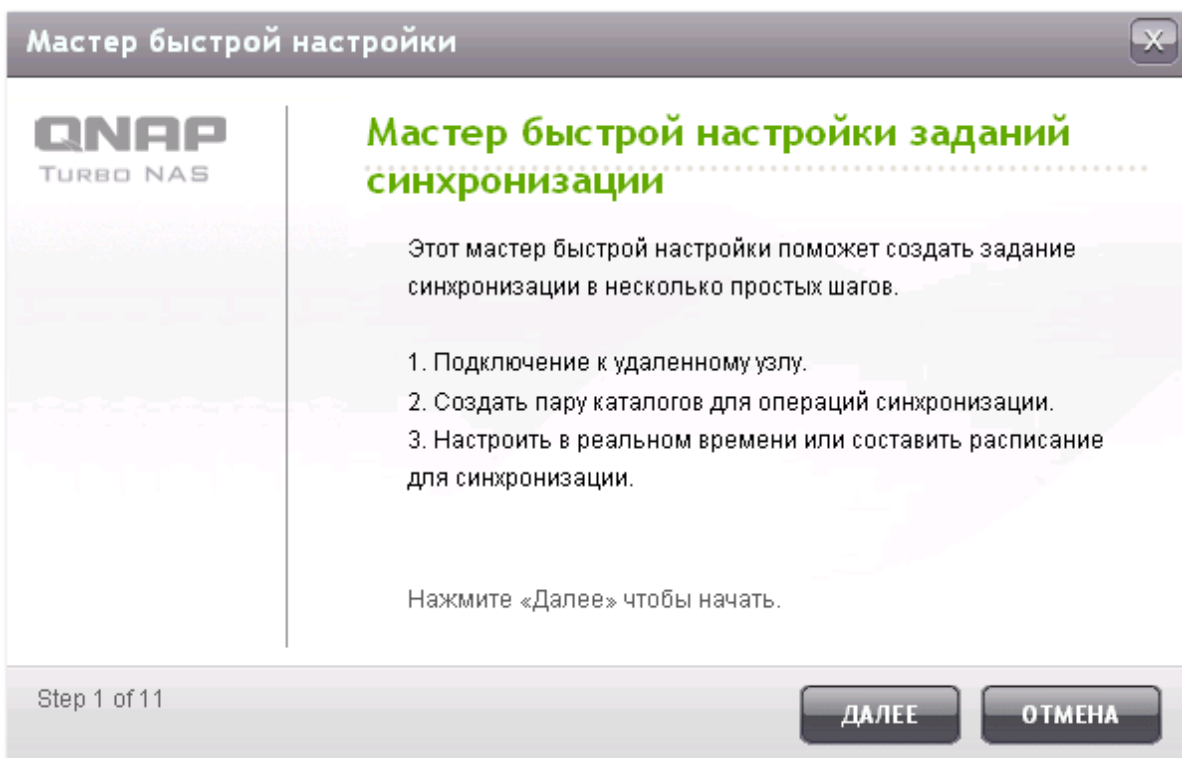 Мастер быстрой настройки
X
QNAP
TURBO NAS
Мастер быстрой настройки заданий
синхронизации
Этот мастер быстрой настройки поможет создать задание
синхронизации в несколько простых шагов.
1. Подключение к удаленному узлу.
2. Создать пару каталогов для операций синхронизации.
3. Настроить в реальном времени или составить расписание
для синхронизации.
Нажмите «Далее» чтобы начать.
Step 1 of 11
ДАЛЕЕ
ОТМЕНА